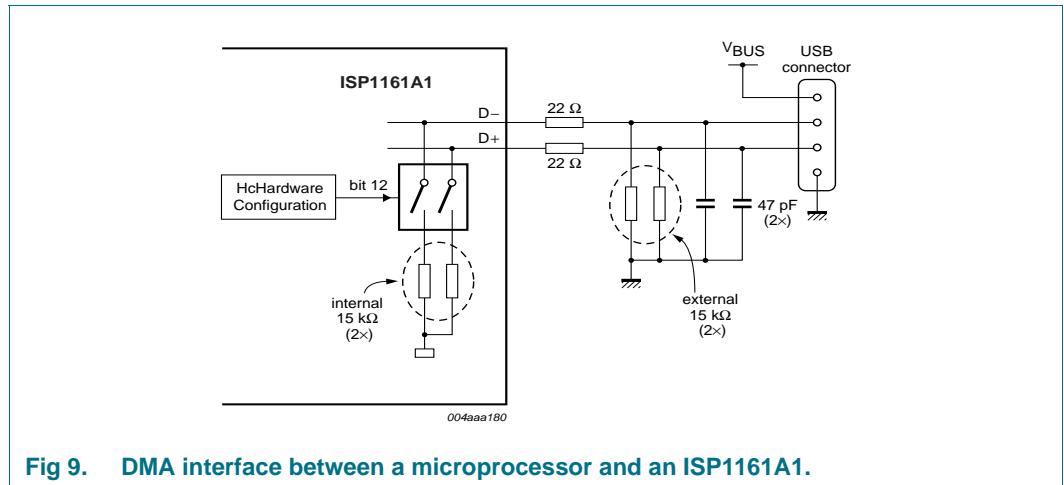 VBUS
USB
connector
ISP1161A1
D−
22 Ω
D+
22 Ω
HcHardware
Configuration
bit 12
47 pF
(2×)
internal
15 kΩ
(2×)
external
15 kΩ
(2×)
004aaa180
Fig 9. DMA interface between a microprocessor and an ISP1161A1.